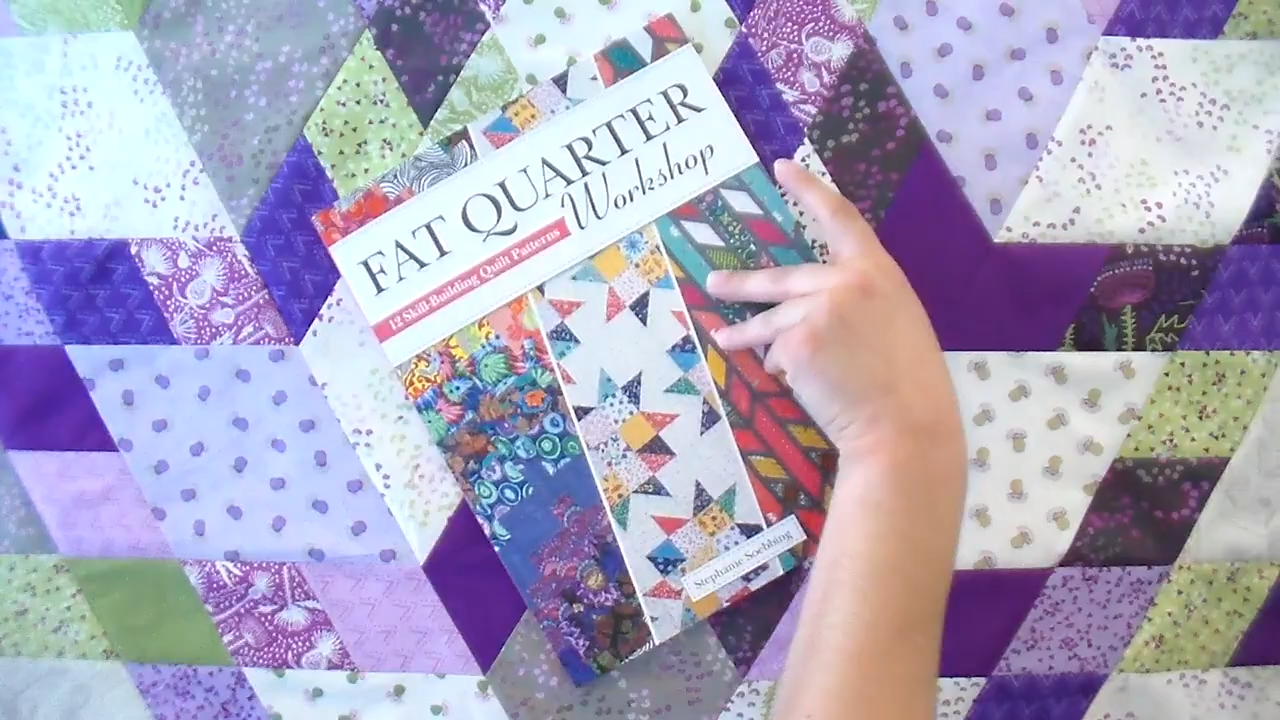 FAT QUARTER
Workshop
12 Skill-Building Quilt Patterns
Stephanie Soebbing